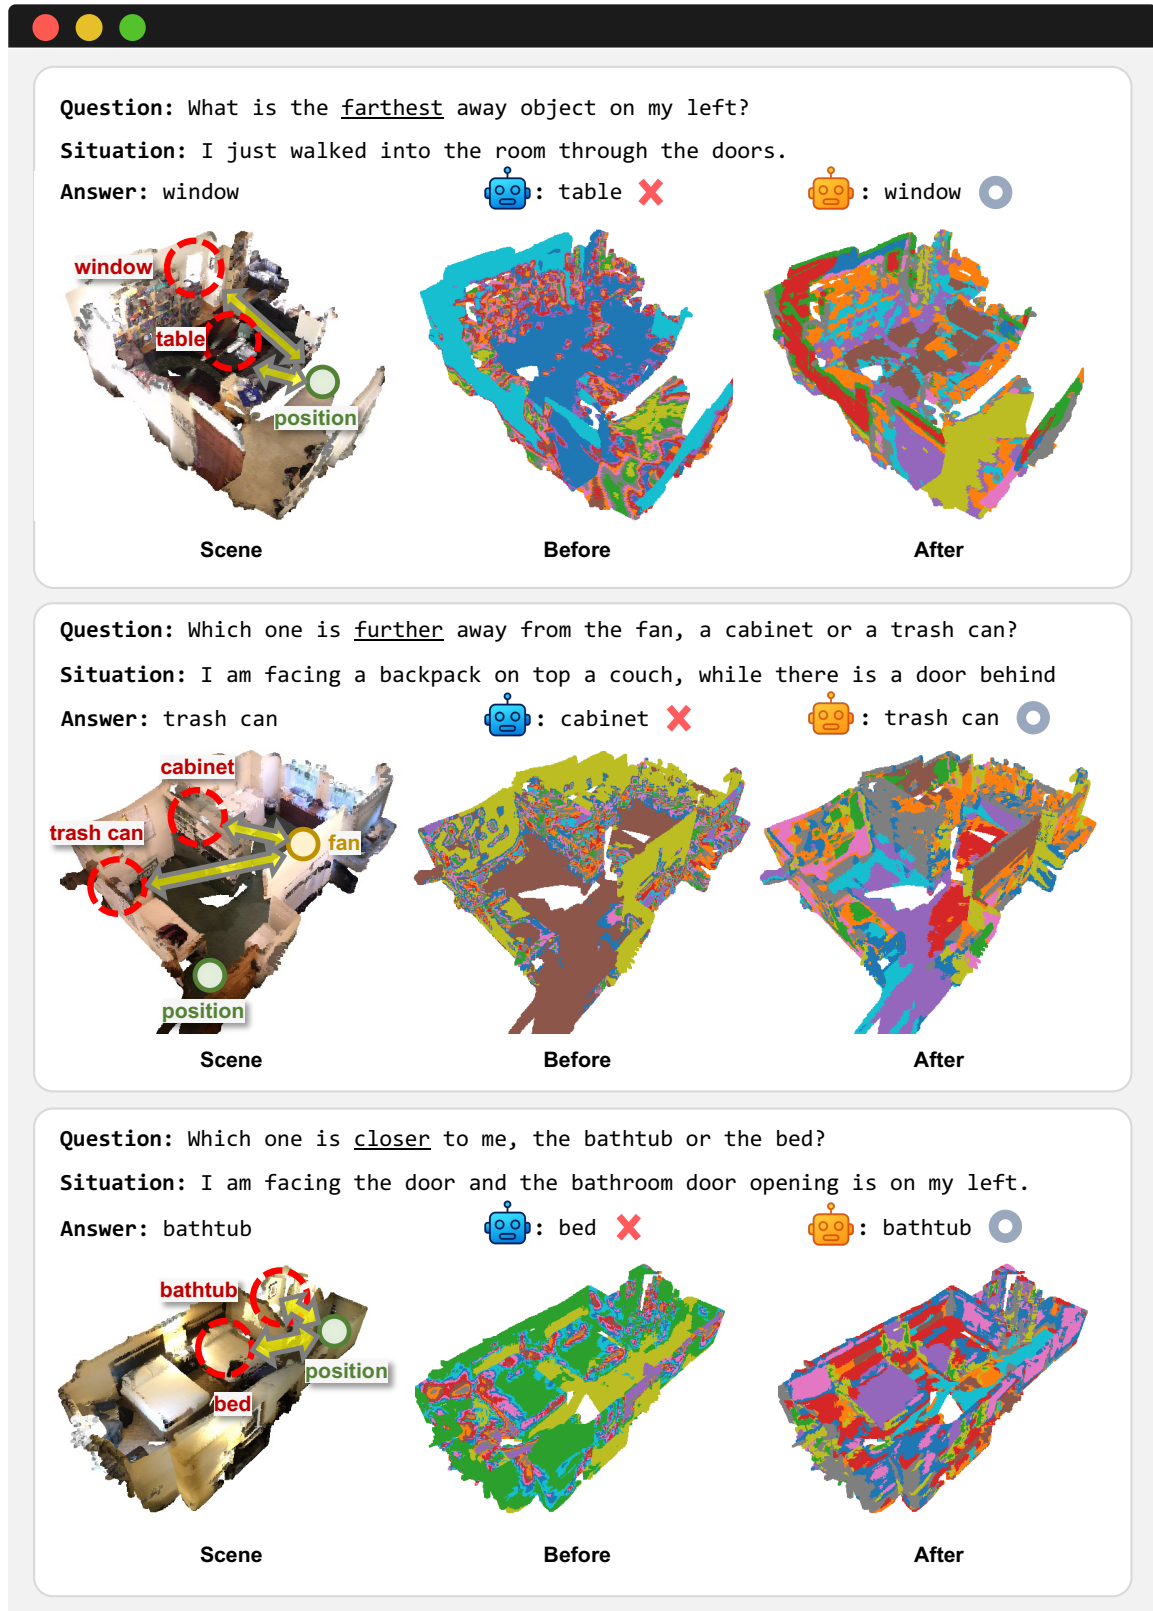 Question: What is the farthest away object on my left?
Situation: I just walked into the room through the doors.
Answer: window
: table
: window
window
table
position
Scene
Before
After
Question: Which one is further away from the fan, a cabinet or a trash can?
Situation: I am facing a backpack on top a couch, while there is a door behind
Answer: trash can
: cabinet
: trash can
cabinet
trash can
fan
position
Scene
Before
After
Question: Which one is closer to me, the bathtub or the bed?
Situation: I am facing the door and the bathroom door opening is on my left.
Answer: bathtub
: bed
: bathtub
bathtub
position
bed
Scene
Before
After